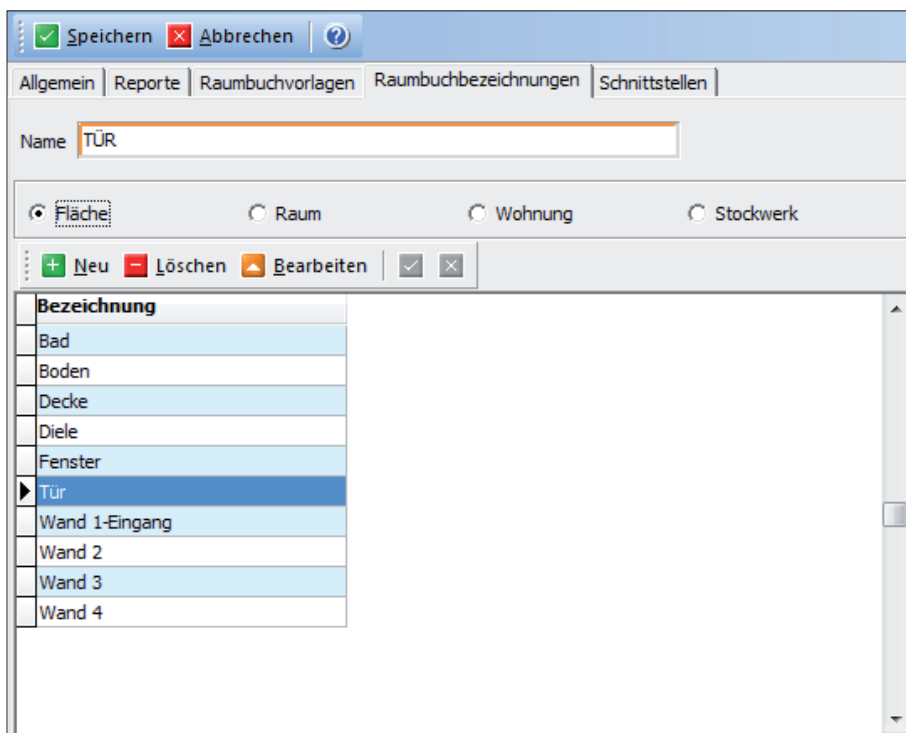 Speichern Abbrechen ?
Allgemein Reporte Raumbuchvorlagen Raumbuchbezeichnungen Schnittstellen
Name TÜR
Fläche Raum Wohnung Stockwerk
Neu Löschen Bearbeiten
Bezeichnung
Bad
Boden
Decke
Diele
Fenster
Tür
Wand 1-Eingang
Wand 2
Wand 3
Wand 4